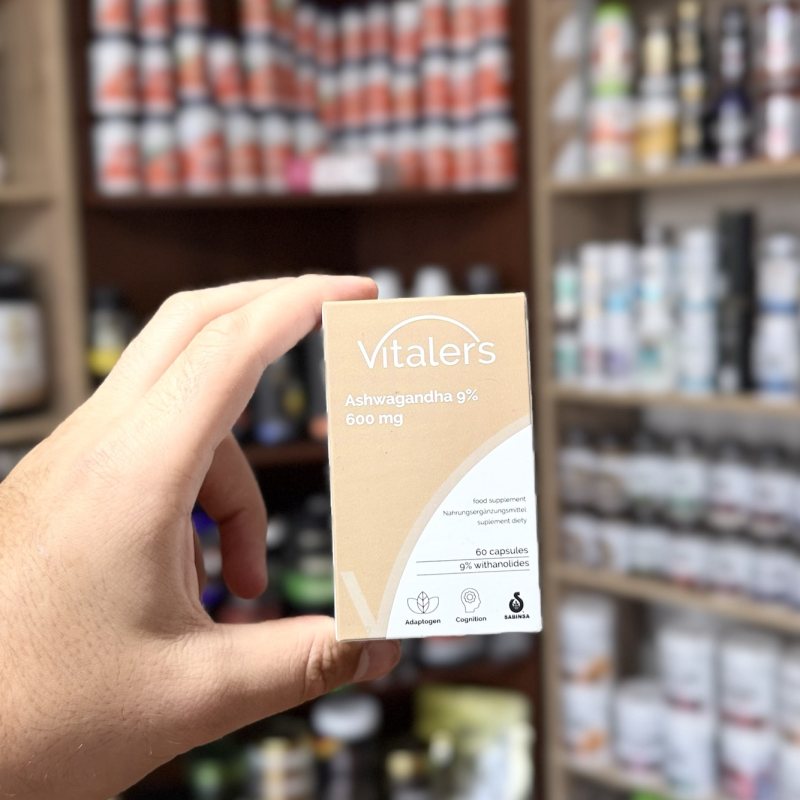 Vitalers
Ashwagandha 9%
600 mg
food supplement
Nahrungsergänzungsmittel
suplement diety
60 capsules
9% withanolides
Adaptogen
Cognition
SABINSA